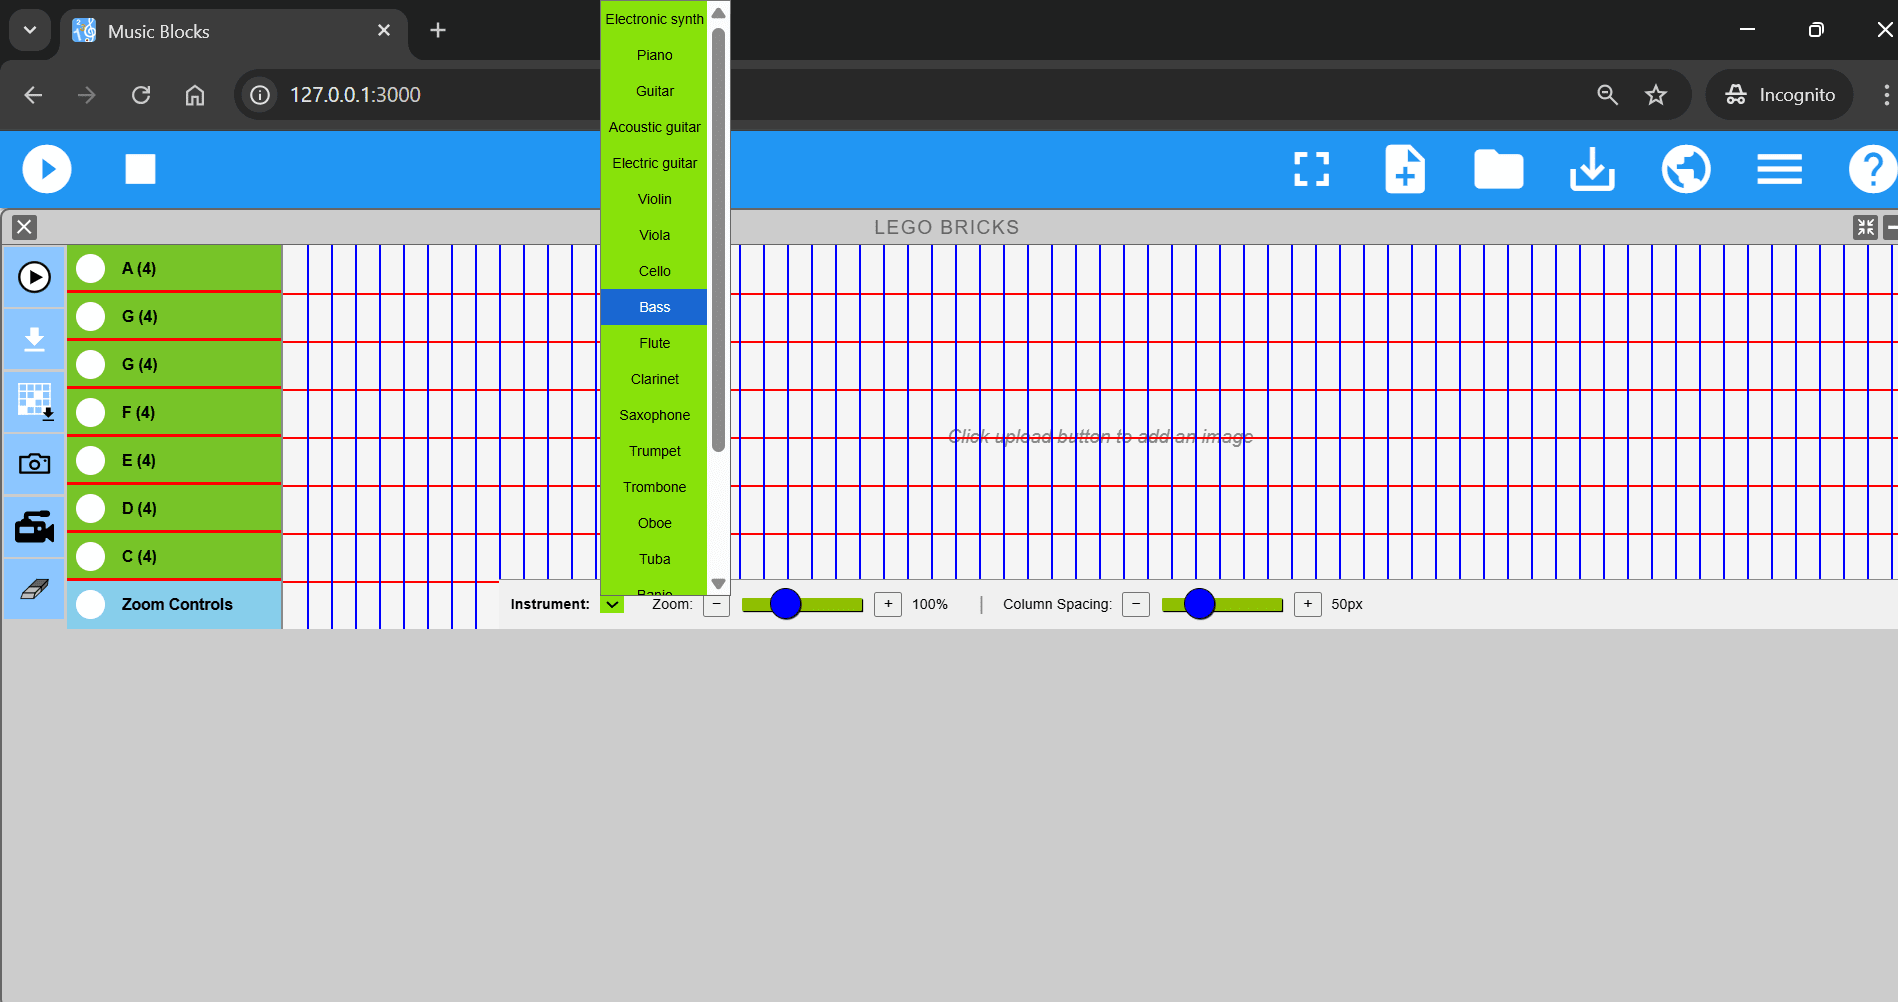 Music Blocks
127.0.0.1:3000
Incognito
LEGO BRICKS
A (4)
G (4)
G (4)
F (4)
E (4)
D (4)
C (4)
Zoom Controls
Electronic synth
Piano
Guitar
Acoustic guitar
Electric guitar
Violin
Viola
Cello
Bass
Flute
Clarinet
Saxophone
Trumpet
Trombone
Oboe
Tuba
Banjo
Click upload button to add an image
Instrument: Zoom: − + 100% | Column Spacing: − + 50px